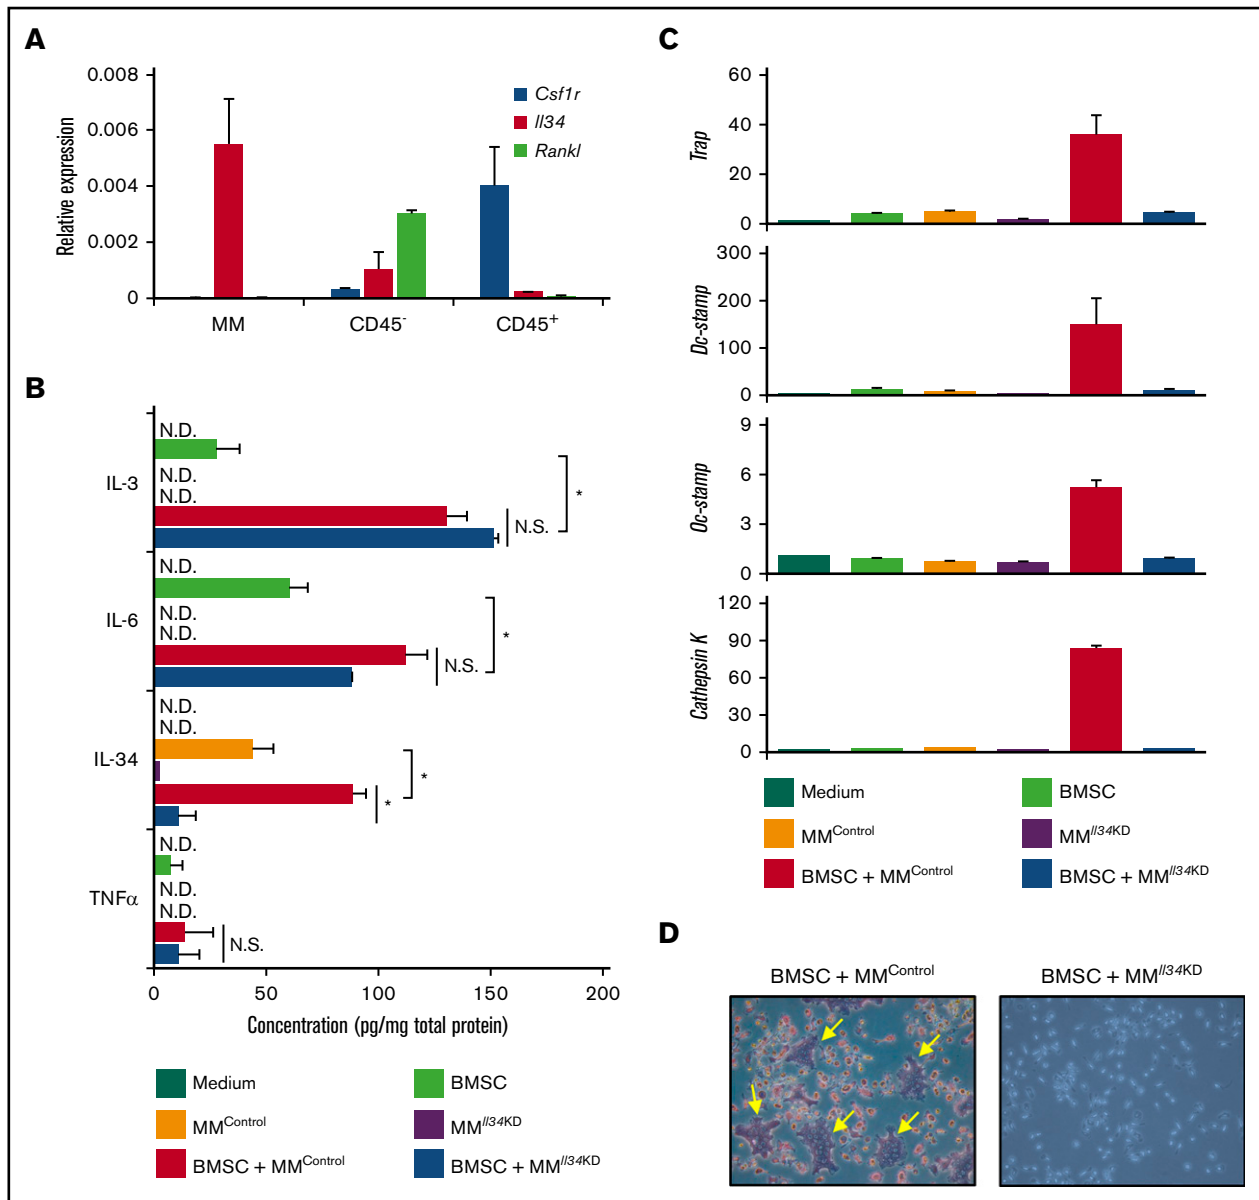 A
0.008
0.006
0.004
0.002
0
Relative expression
Csf1r
Il34
Rankl
MM
CD45-
CD45+
B
IL-3
N.D.
N.D.
N.D.
N.S.
*
IL-6
N.D.
N.D.
N.D.
N.S.
*
IL-34
N.D.
N.D.
*
*
TNFα
N.D.
N.D.
N.D.
N.S.
0 50 100 150 200
Concentration (pg/mg total protein)
Medium BMSC
MMControl MMIl34KD
BMSC + MMControl BMSC + MMIl34KD
C
Trap
60
40
20
0
Dc-stamp
300
200
100
0
Oc-stamp
9
6
3
0
Cathepsin K
120
90
60
30
0
Medium BMSC
MMControl MMIl34KD
BMSC + MMControl BMSC + MMIl34KD
D
BMSC + MMControl BMSC + MMIl34KD